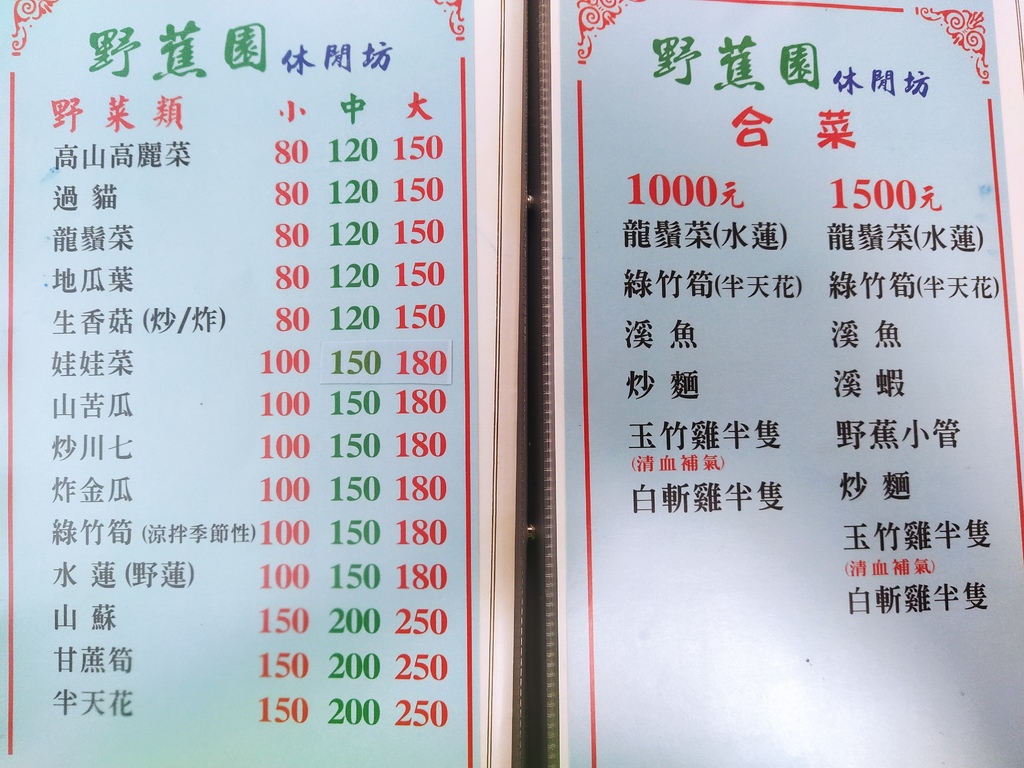 野蕉園休閒坊
野菜類 小 中 大
高山高麗菜 80 120 150
過貓 80 120 150
龍鬚菜 80 120 150
地瓜葉 80 120 150
生香菇(炒/炸) 80 120 150
娃娃菜 100 150 180
山苦瓜 100 150 180
炒川七 100 150 180
炸金瓜 100 150 180
綠竹筍(涼拌季節性) 100 150 180
水蓮(野蓮) 100 150 180
山蘇 150 200 250
甘蔗筍 150 200 250
半天花 150 200 250
野蕉園休閒坊
合菜
1000元
龍鬚菜(水蓮)
綠竹筍(半天花)
溪魚
炒麵
玉竹雞半隻
(清血補氣)
白斬雞半隻
1500元
龍鬚菜(水蓮)
綠竹筍(半天花)
溪魚
溪蝦
野蕉小管
炒麵
玉竹雞半隻
(清血補氣)
白斬雞半隻